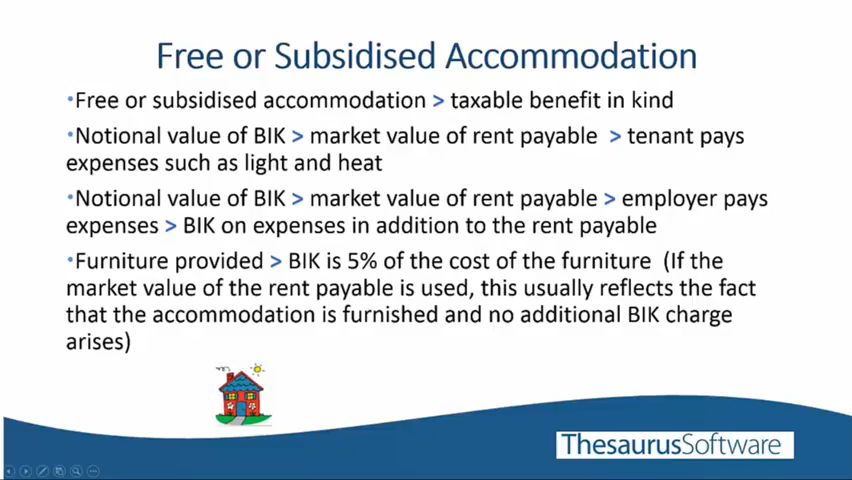 Free or Subsidised Accommodation
•Free or subsidised accommodation > taxable benefit in kind
•Notional value of BIK > market value of rent payable > tenant pays
expenses such as light and heat
•Notional value of BIK > market value of rent payable > employer pays
expenses > BIK on expenses in addition to the rent payable
•Furniture provided > BIK is 5% of the cost of the furniture (If the
market value of the rent payable is used, this usually reflects the fact
that the accommodation is furnished and no additional BIK charge
arises)
ThesaurusSoftware